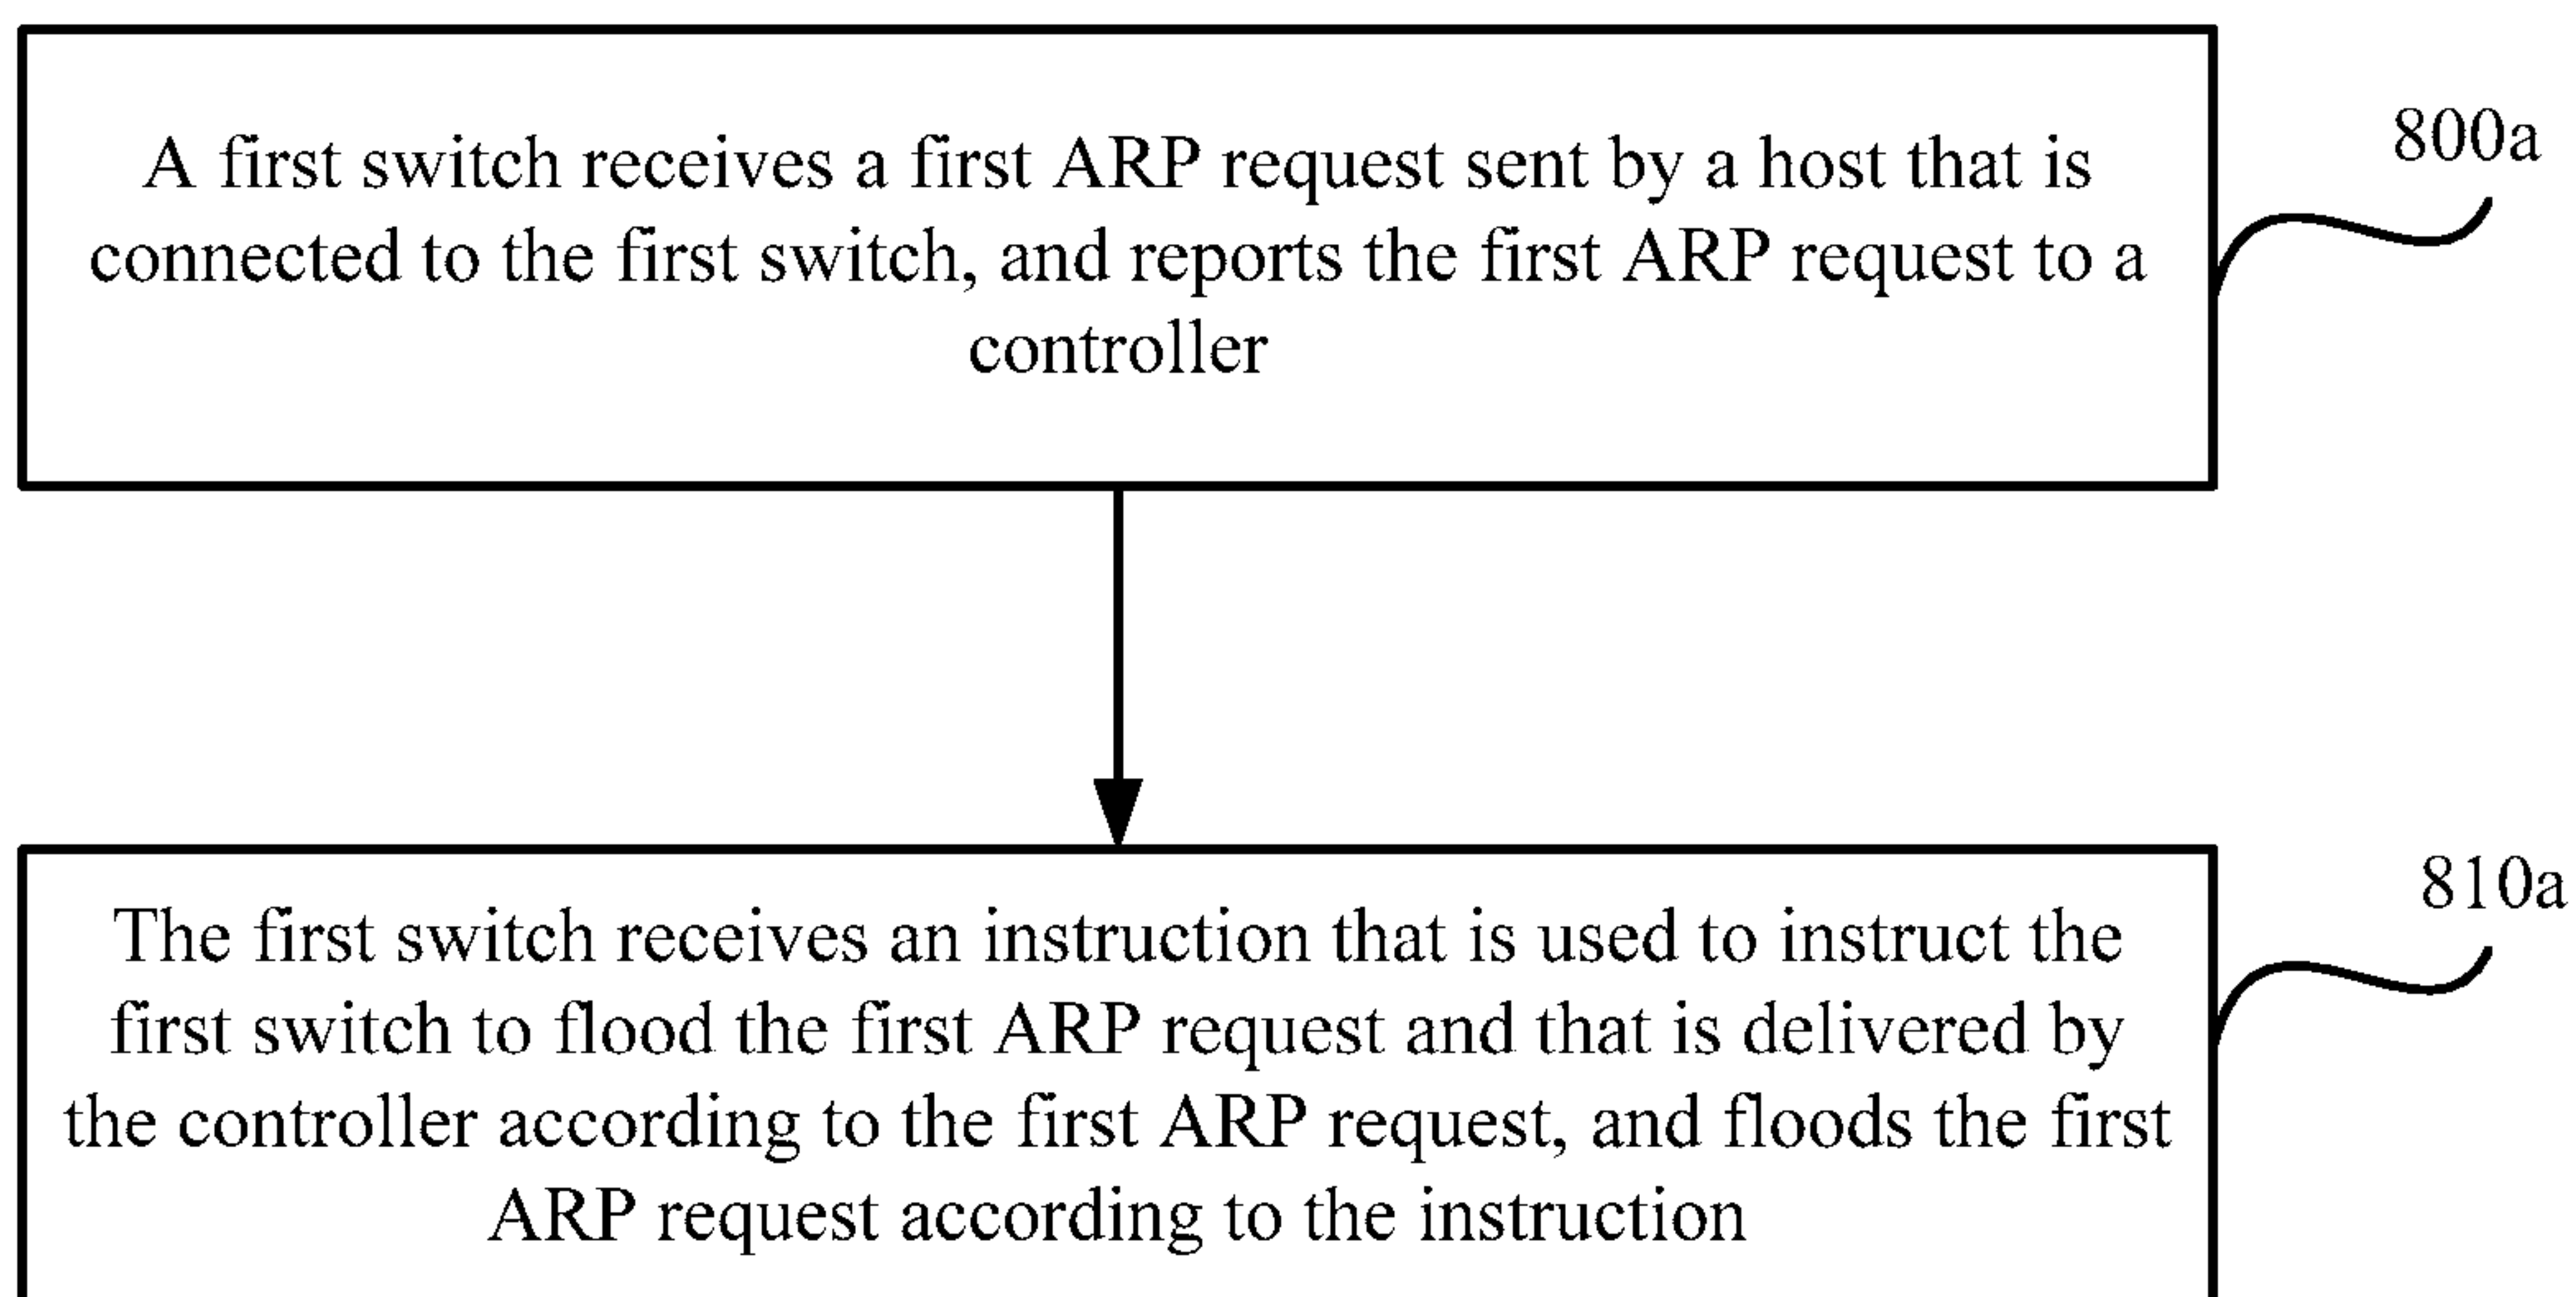 A first switch receives a first ARP request sent by a host that is
connected to the first switch, and reports the first ARP request to a
controller
800a
The first switch receives an instruction that is used to instruct the
first switch to flood the first ARP request and that is delivered by
the controller according to the first ARP request, and floods the first
ARP request according to the instruction
810a